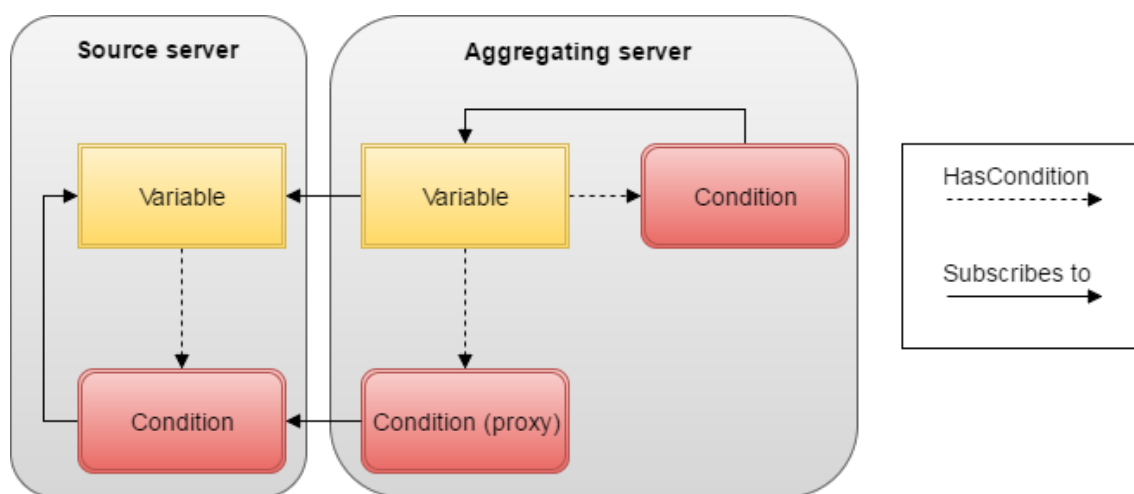 Source server
Aggregating server
Variable
Variable
Condition
HasCondition
Subscribes to
Condition
Condition (proxy)